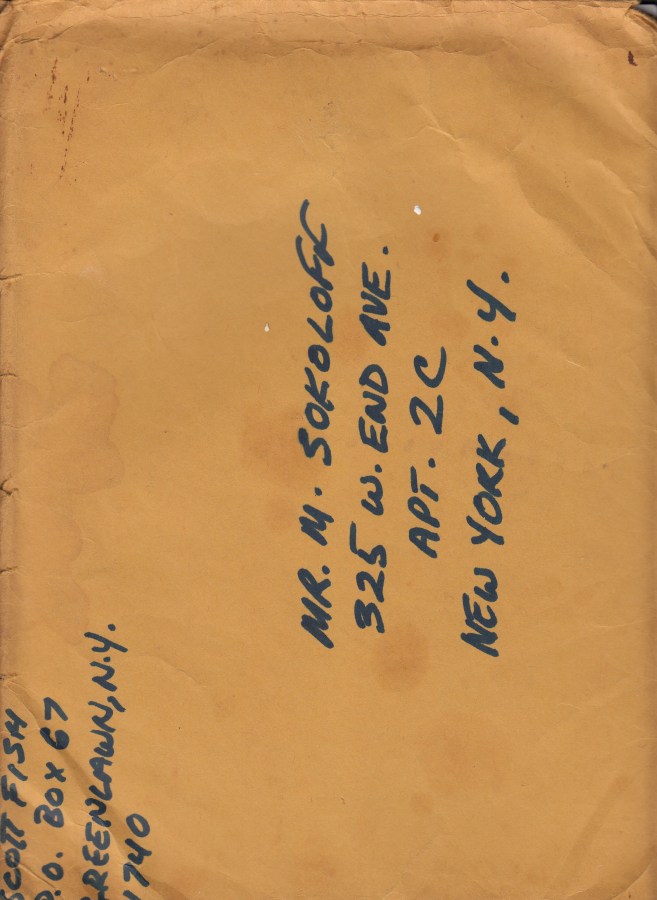 SCOTT FISH
P.O. BOX 67
GREENLAWN, N.Y.
1740
MR. M. SOKOLOFF
325 W. END AVE.
APT. 2C
NEW YORK, N.Y.